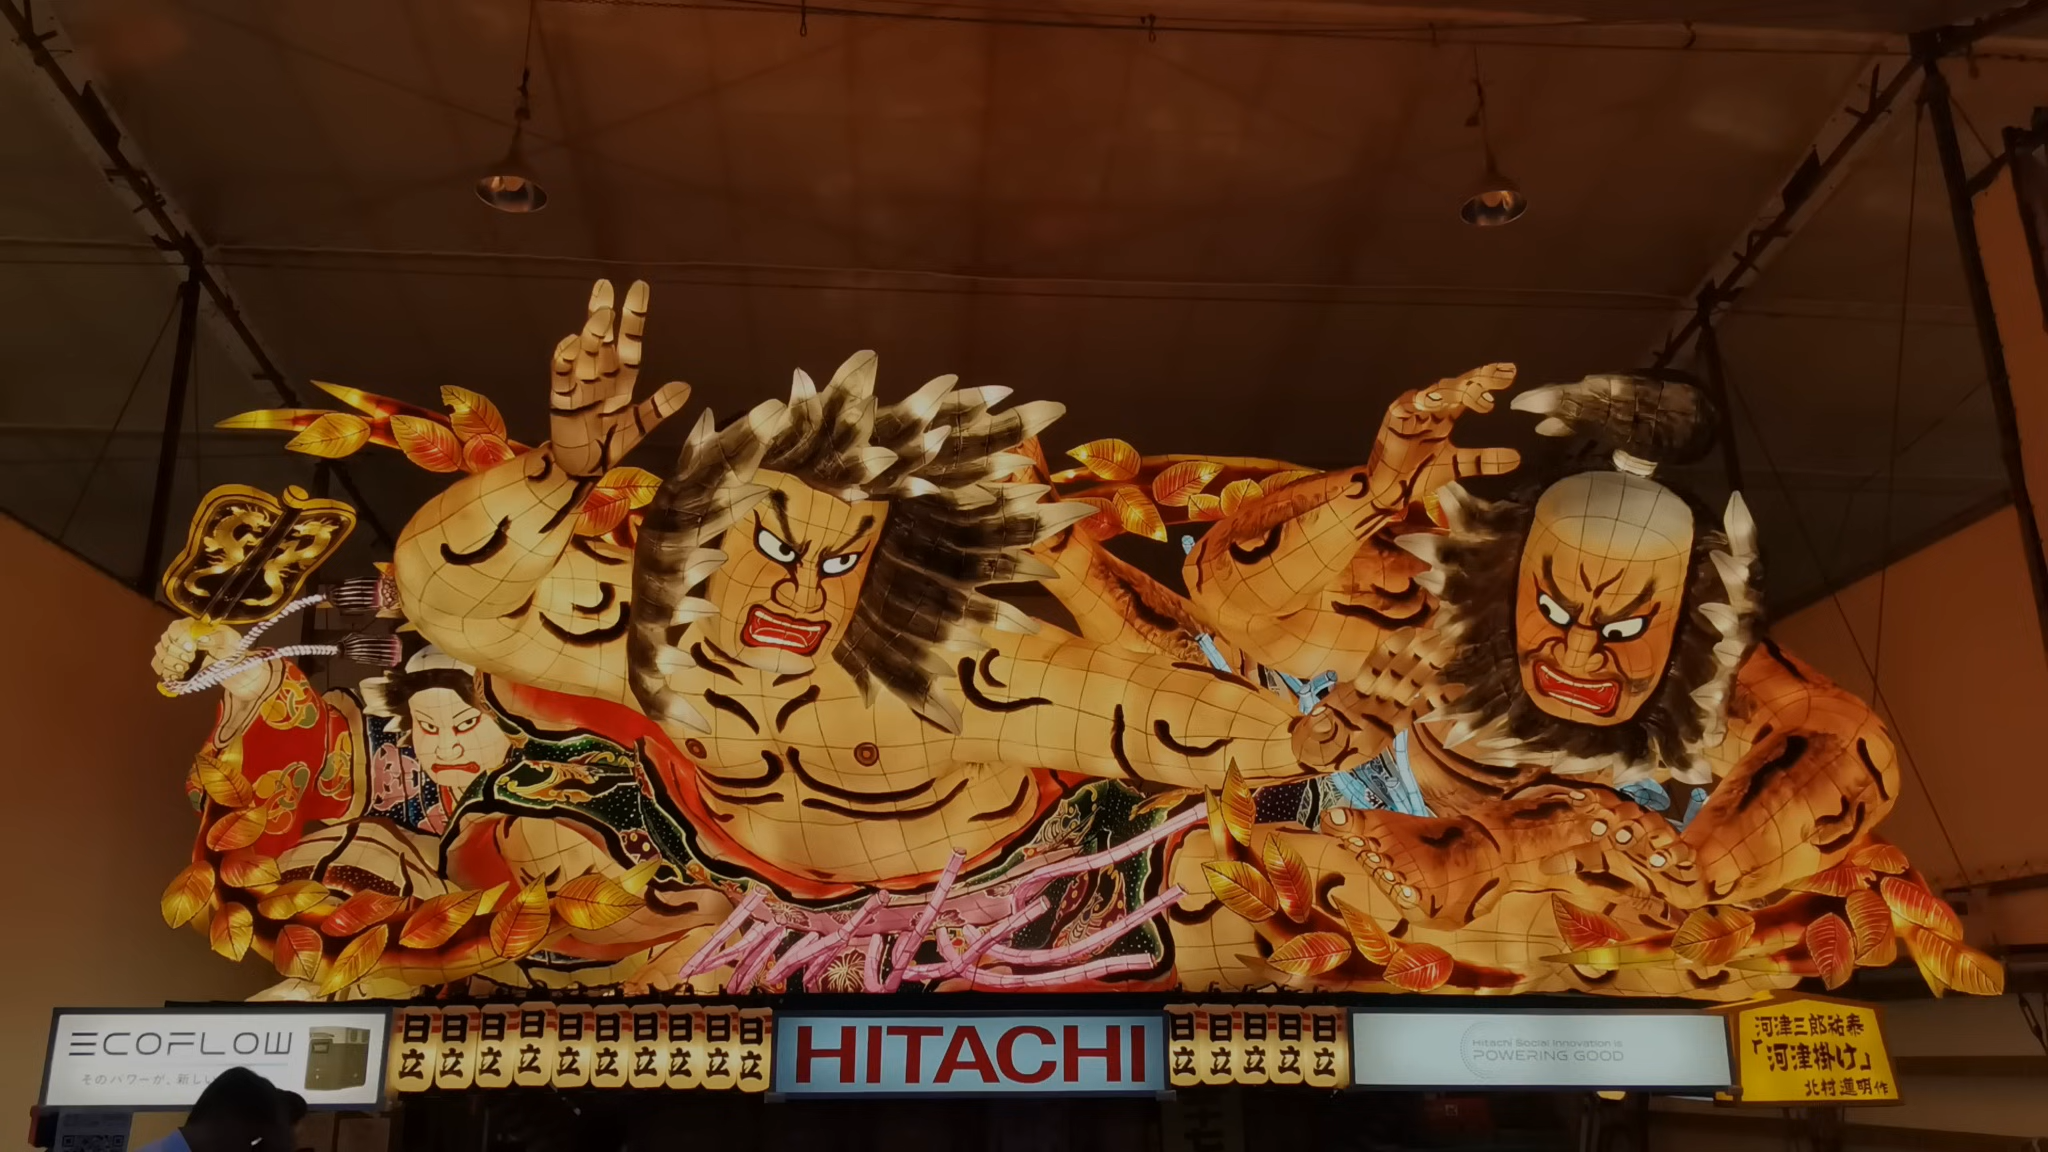 ECOFLOW
そのパワーが、新し
日立 日立 日立 日立 日立 日立 日立 日立 日立 日立
HITACHI
日立 日立 日立 日立 日立
Hitachi Social Innovation is
POWERING GOOD
河津三郎祐泰
「河津掛け」
北村進明作